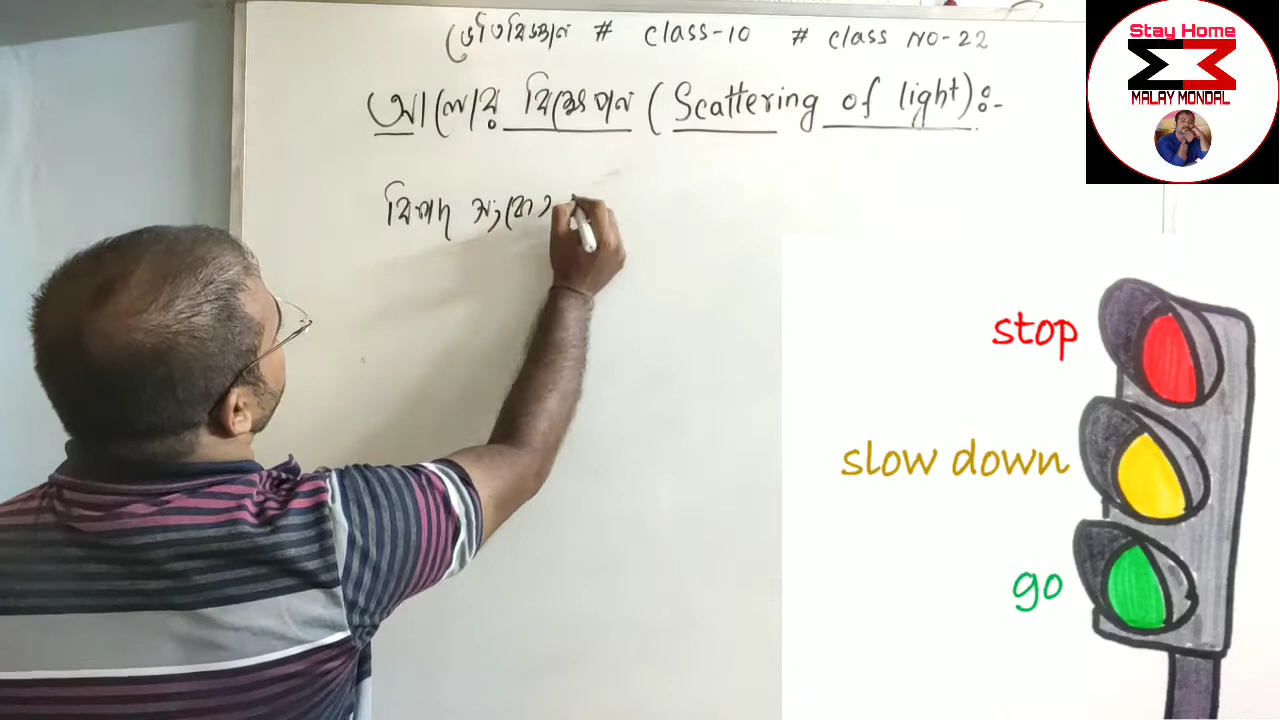 ভৌতবিজ্ঞান # class-10 # class NO-22
আলোর বিক্ষেপণ (Scattering of light):-
বিপদ সংকেত
Stay Home
MALAY MONDAL
stop
slow down
go